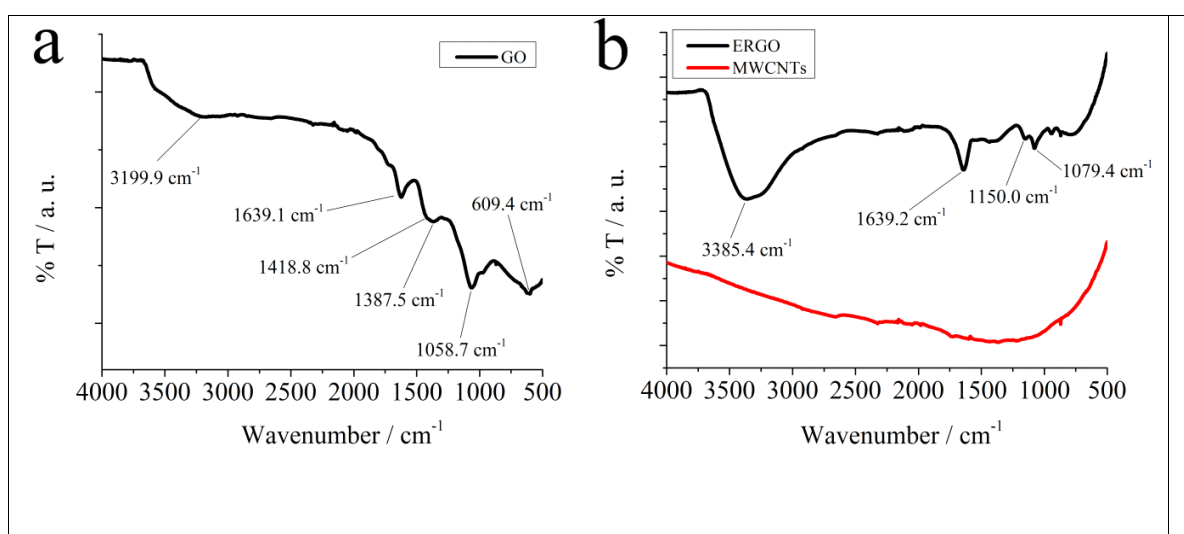 a
GO
3199.9 cm⁻¹
1639.1 cm⁻¹
609.4 cm⁻¹
1418.8 cm⁻¹
1387.5 cm⁻¹
1058.7 cm⁻¹
% T / a. u.
4000 3500 3000 2500 2000 1500 1000 500
Wavenumber / cm⁻¹
b
ERGO
MWCNTs
1079.4 cm⁻¹
1150.0 cm⁻¹
1639.2 cm⁻¹
3385.4 cm⁻¹
% T / a. u.
4000 3500 3000 2500 2000 1500 1000 500
Wavenumber / cm⁻¹